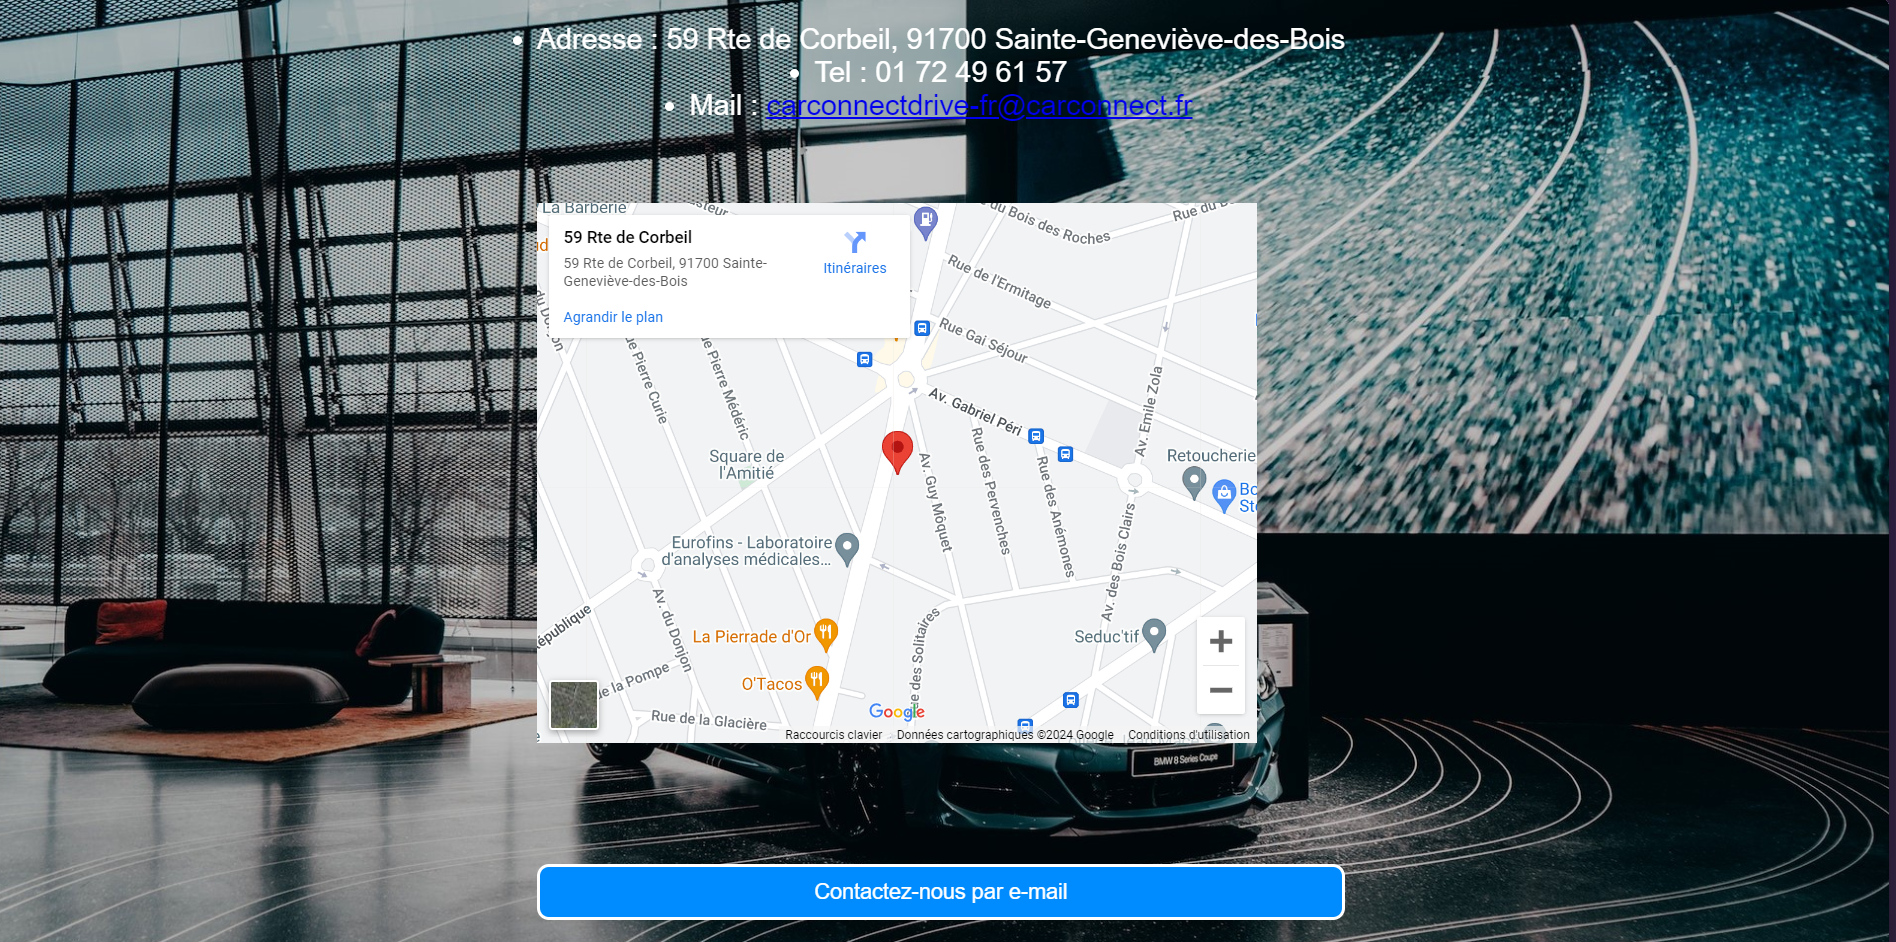 Adresse : 59 Rte de Corbeil, 91700 Sainte-Geneviève-des-Bois
Tel : 01 72 49 61 57
Mail : carconnectdrive-fr@carconnect.fr
La Barberie
59 Rte de Corbeil
59 Rte de Corbeil, 91700 Sainte-
Geneviève-des-Bois
Itinéraires
Agrandir le plan
du Bois des Roches
Rue du
Rue de l'Ermitage
Rue Gai Séjour
Av. Gabriel Péri
Av. Emile Zola
Pierre Curie
Pierre Médéric
Square de
l'Amitié
Av. Guy Môquet
Rue des Pervenches
Rue des Anémones
Av. des Bois Clairs
Retoucherie
Eurofins - Laboratoire
d'analyses médicales...
Av. du Donjon
La Pierrade d'Or
O'Tacos
des Solitaires
Seduc'tif
de la Pompe
Rue de la Glacière
Google
Raccourcis clavier
Données cartographiques ©2024 Google
Conditions d'utilisation
BMW 8 Series Coupe
Contactez-nous par e-mail